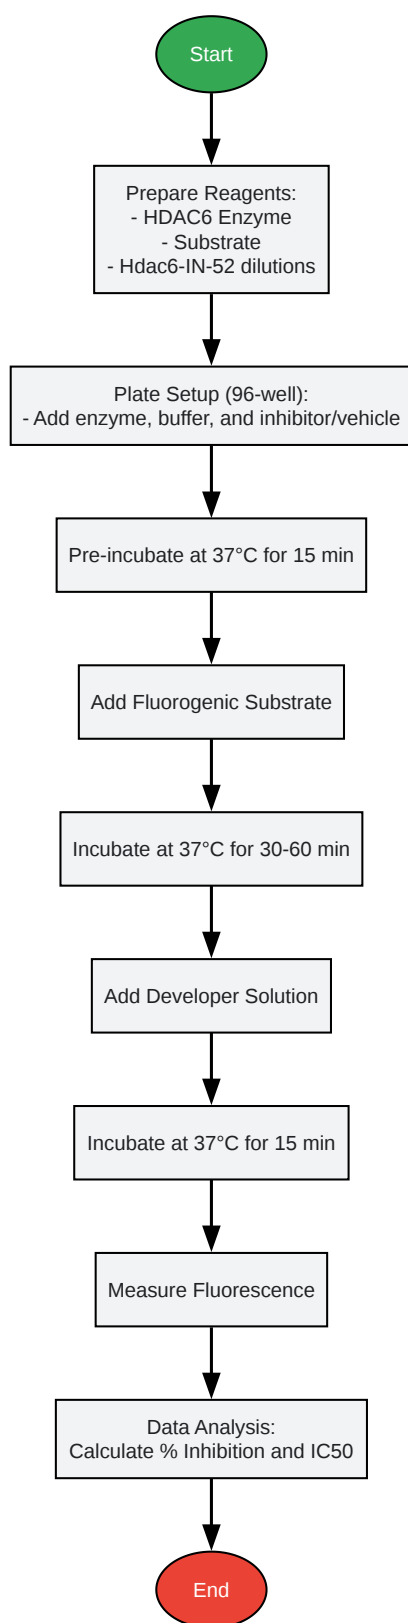 Start
Prepare Reagents:
- HDAC6 Enzyme
- Substrate
- Hdac6-IN-52 dilutions
Plate Setup (96-well):
- Add enzyme, buffer, and inhibitor/vehicle
Pre-incubate at 37°C for 15 min
Add Fluorogenic Substrate
Incubate at 37°C for 30-60 min
Add Developer Solution
Incubate at 37°C for 15 min
Measure Fluorescence
Data Analysis:
Calculate % Inhibition and IC50
End